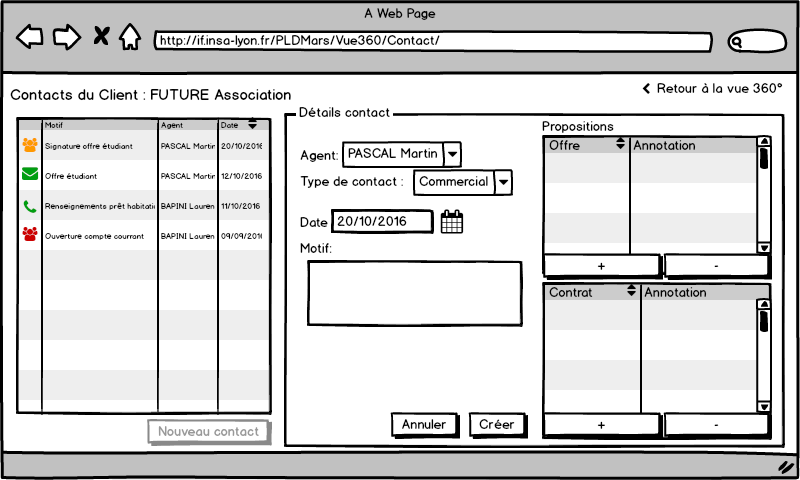 A Web Page
http://if.insa-lyon.fr/PLDMars/Vue360/Contact/
Retour à la vue 360°
Contacts du Client : FUTURE Association
Motif Agent Date
Signature offre étudiant PASCAL Martin 20/10/2016
Offre étudiant PASCAL Martin 12/10/2016
Renseignements prêt habitati BAPINI Lauren 11/10/2016
Ouverture compte courrant BAPINI Lauren 09/09/2016
Nouveau contact
Détails contact
Agent: PASCAL Martin
Type de contact : Commercial
Date 20/10/2016
Motif:
Annuler Créer
Propositions
Offre Annotation
+ -
Contrat Annotation
+ -